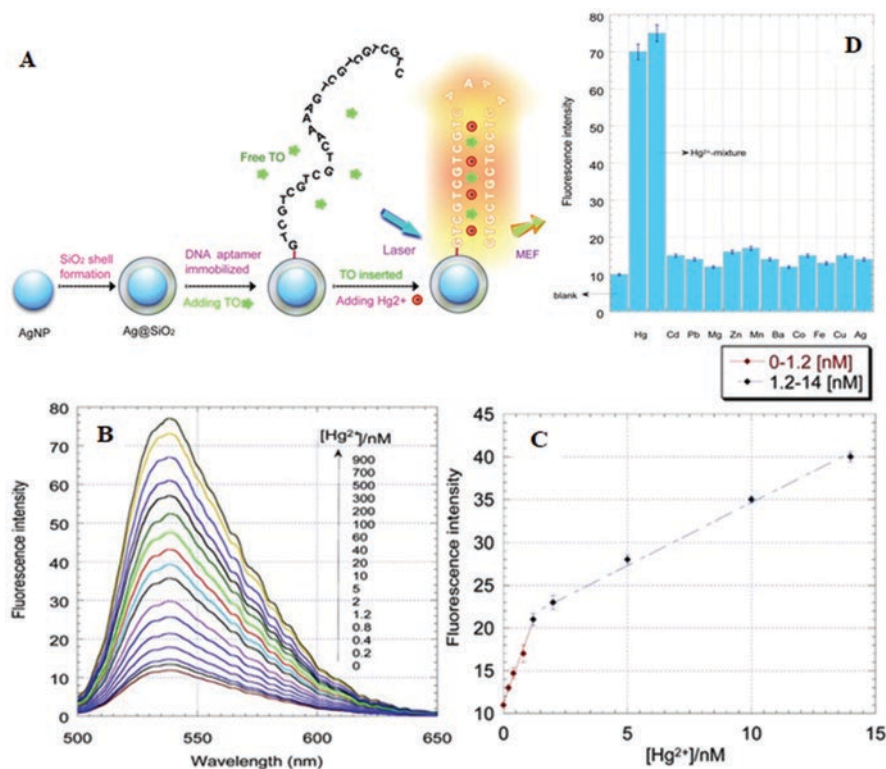 A
Free TO
SiO₂ shell
formation
DNA aptamer
immobilized
Adding TO
TO inserted
Adding Hg2+
Laser
MEF
AgNP
Ag@SiO₂
D
Fluorescence intensity
80
70
60
50
40
30
20
10
0
Hg²⁺-mixture
blank
Hg Cd Pb Mg Zn Mn Ba Co Fe Cu Ag
B
Fluorescence intensity
80
70
60
50
40
30
20
10
0
[Hg²⁺]/nM
900
700
500
300
200
100
60
40
20
10
5
2
1.2
0.8
0.4
0.2
0
500 550 600 650
Wavelength (nm)
0-1.2 [nM]
1.2-14 [nM]
C
Fluorescence intensity
45
40
35
30
25
20
15
10
0 5 10 15
[Hg²⁺]/nM